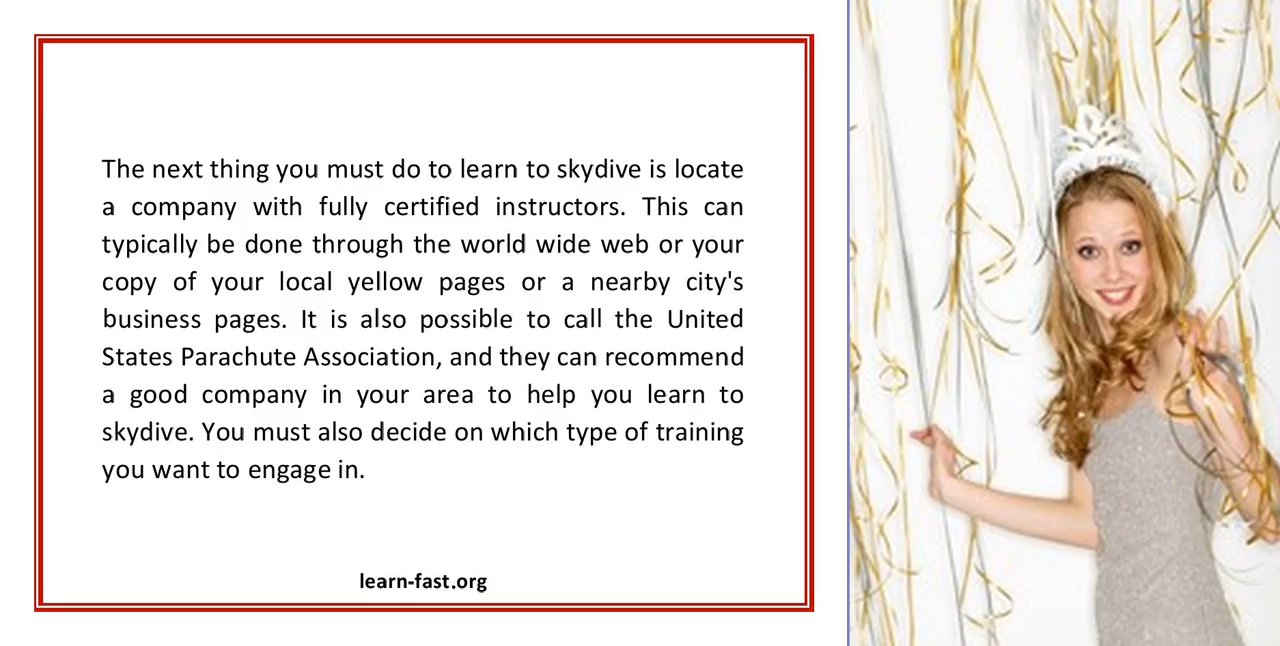 The next thing you must do to learn to skydive is locate
a company with fully certified instructors. This can
typically be done through the world wide web or your
copy of your local yellow pages or a nearby city's
business pages. It is also possible to call the United
States Parachute Association, and they can recommend
a good company in your area to help you learn to
skydive. You must also decide on which type of training
you want to engage in.
learn-fast.org